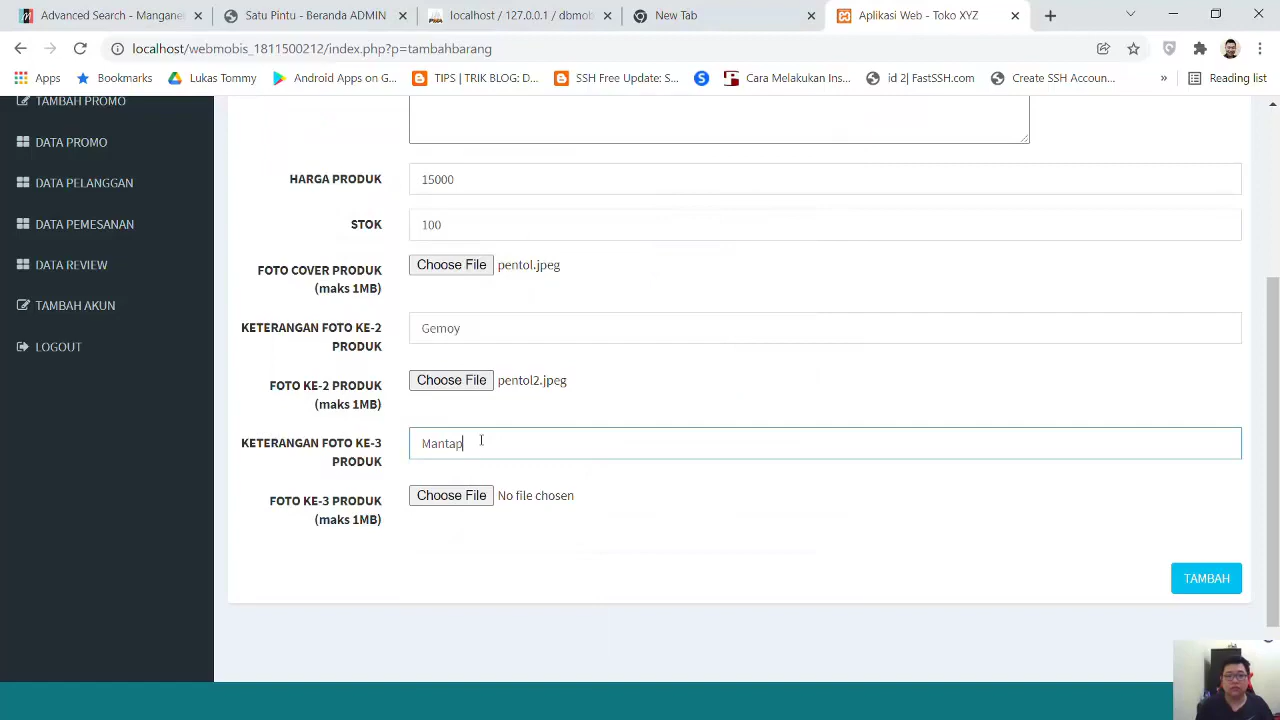 Advanced Search - Mangane
Satu Pintu - Beranda ADMIN
localhost / 127.0.0.1 / dbmob
New Tab
Aplikasi Web - Toko XYZ
localhost/webmobis_1811500212/index.php?p=tambahbarang
Apps
Bookmarks
Lukas Tommy
Android Apps on G...
TIPS | TRIK BLOG: D...
SSH Free Update: S...
Cara Melakukan Ins...
id 2| FastSSH.com
Create SSH Accoun...
»
Reading list
TAMBAH PROMO
DATA PROMO
DATA PELANGGAN
DATA PEMESANAN
DATA REVIEW
TAMBAH AKUN
LOGOUT
HARGA PRODUK
15000
STOK
100
FOTO COVER PRODUK
(maks 1MB)
Choose File pentol.jpeg
KETERANGAN FOTO KE-2
PRODUK
Gemoy
FOTO KE-2 PRODUK
(maks 1MB)
Choose File pentol2.jpeg
KETERANGAN FOTO KE-3
PRODUK
Mantap
FOTO KE-3 PRODUK
(maks 1MB)
Choose File No file chosen
TAMBAH